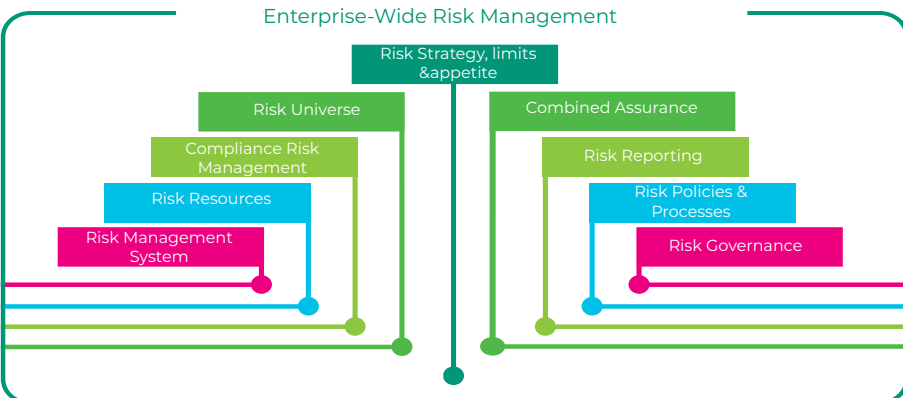 Enterprise-Wide Risk Management
Risk Strategy, limits
&appetite
Risk Universe
Combined Assurance
Compliance Risk
Management
Risk Reporting
Risk Resources
Risk Policies &
Processes
Risk Management
System
Risk Governance